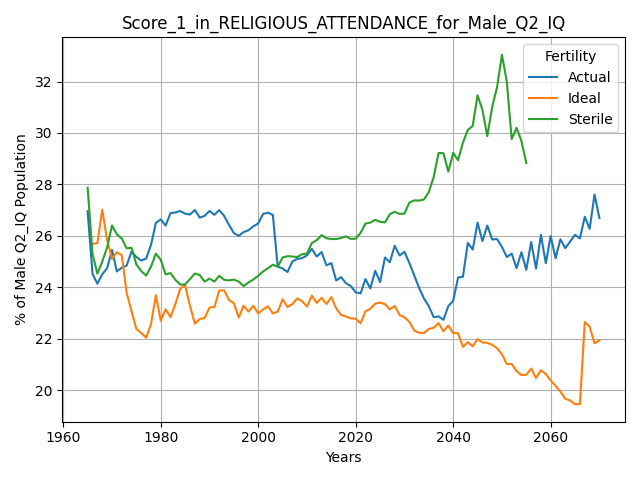 Score_1_in_RELIGIOUS_ATTENDANCE_for_Male_Q2_IQ
Fertility
Actual
Ideal
Sterile
% of Male Q2_IQ Population
32
30
28
26
24
22
20
1960
1980
2000
2020
2040
2060
Years